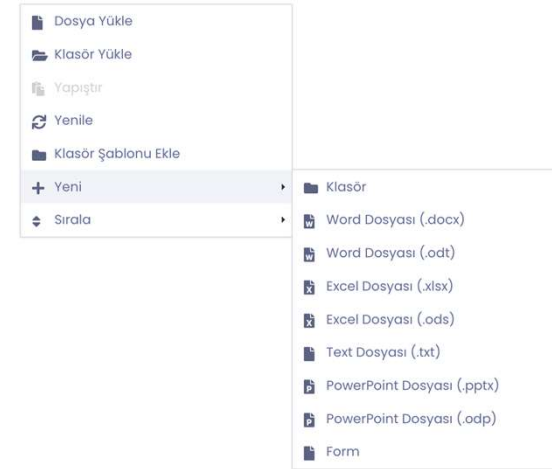 Dosya Yükle
Klasör Yükle
Yapıştır
Yenile
Klasör Şablonu Ekle
Yeni
Sırala
Klasör
Word Dosyası (.docx)
Word Dosyası (.odt)
Excel Dosyası (.xlsx)
Excel Dosyası (.ods)
Text Dosyası (.txt)
PowerPoint Dosyası (.pptx)
PowerPoint Dosyası (.odp)
Form